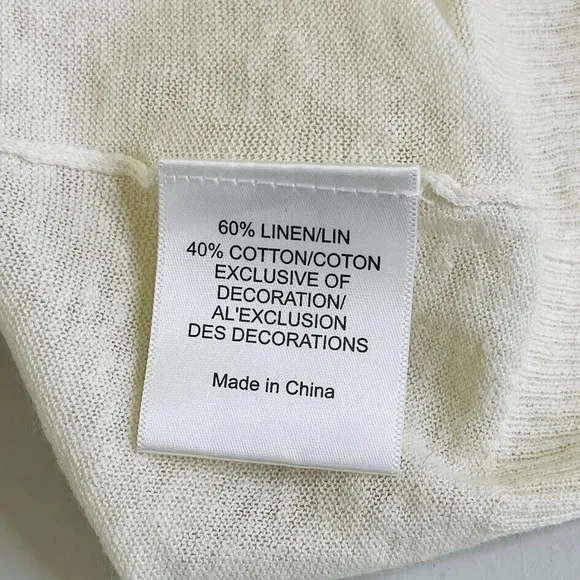 60% LINEN/LIN
40% COTTON/COTON
EXCLUSIVE OF
DECORATION/
AL'EXCLUSION
DES DECORATIONS
Made in China